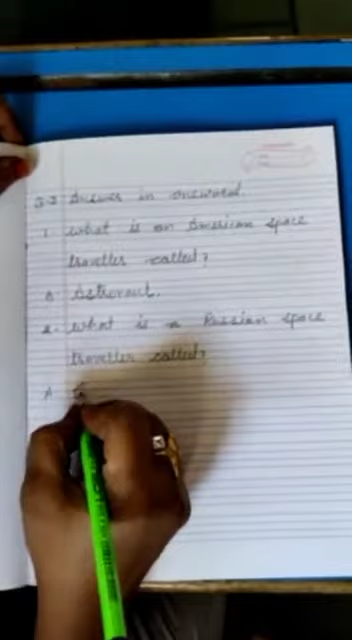 Q-2 Answer in oneword.
1. what is an American space
traveller called?
A. Astronaut.
2. what is a Russian space
traveller called?
A